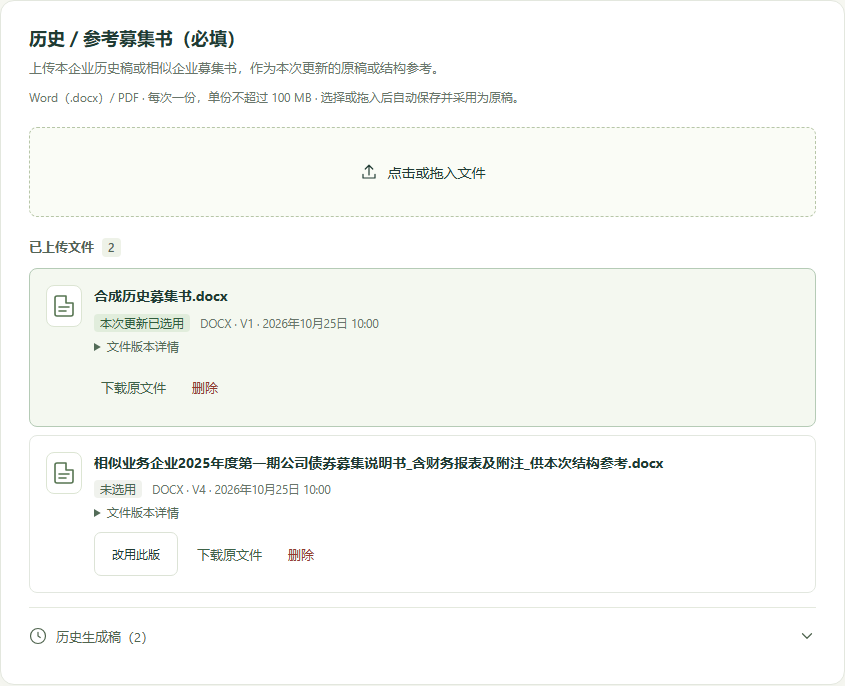 历史 / 参考募集书（必填）
上传本企业历史稿或相似企业募集书，作为本次更新的原稿或结构参考。
Word（.docx）/ PDF · 每次一份，单份不超过 100 MB · 选择或拖入后自动保存并采用为原稿。
点击或拖入文件
已上传文件 2
合成历史募集书.docx
本次更新已选用 DOCX · V1 · 2026年10月25日 10:00
文件版本详情
下载原文件 删除
相似业务企业2025年度第一期公司债券募集说明书_含财务报表及附注_供本次结构参考.docx
未选用 DOCX · V4 · 2026年10月25日 10:00
文件版本详情
改用此版 下载原文件 删除
历史生成稿（2）